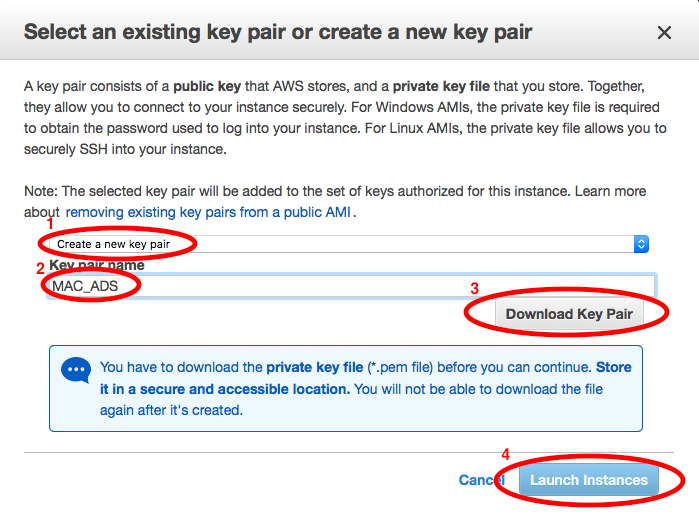 Select an existing key pair or create a new key pair
A key pair consists of a public key that AWS stores, and a private key file that you store. Together,
they allow you to connect to your instance securely. For Windows AMIs, the private key file is required
to obtain the password used to log into your instance. For Linux AMIs, the private key file allows you to
securely SSH into your instance.
Note: The selected key pair will be added to the set of keys authorized for this instance. Learn more
about removing existing key pairs from a public AMI.
1
Create a new key pair
2 Key pair name
MAC_ADS
3
Download Key Pair
You have to download the private key file (*.pem file) before you can continue. Store
it in a secure and accessible location. You will not be able to download the file
again after it's created.
4
Cancel Launch Instances